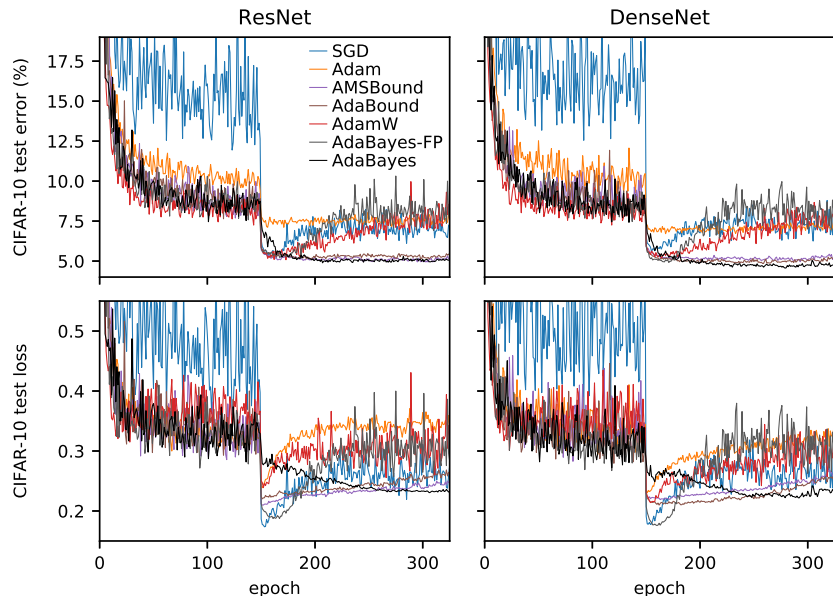 ResNet
DenseNet
CIFAR-10 test error (%)
17.5
15.0
12.5
10.0
7.5
5.0
SGD
Adam
AMSBound
AdaBound
AdamW
AdaBayes-FP
AdaBayes
CIFAR-10 test loss
0.5
0.4
0.3
0.2
0
100
200
300
epoch
0
100
200
300
epoch